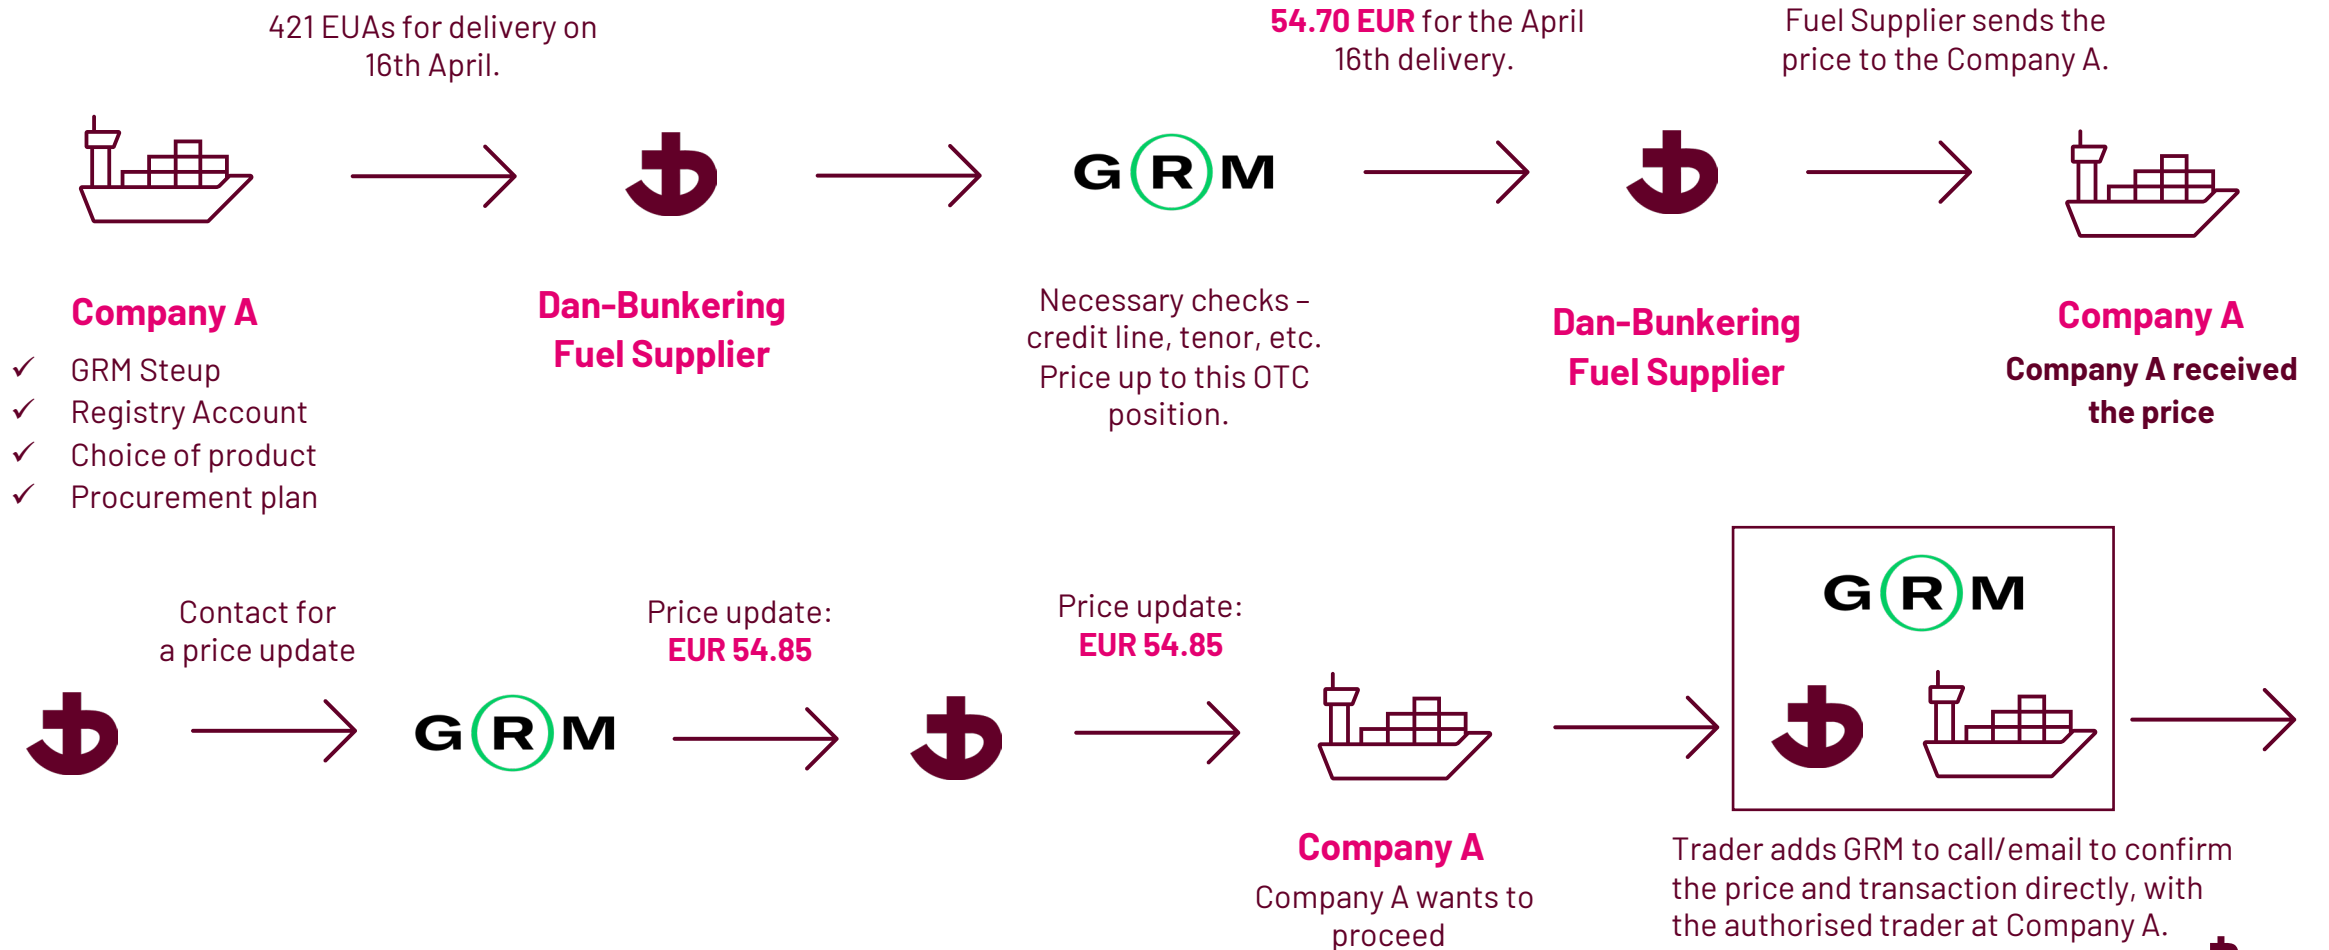 421 EUAs for delivery on
16th April.
54.70 EUR for the April
16th delivery.
Fuel Supplier sends the
price to the Company A.
GRM
Company A
✓ GRM Steup
✓ Registry Account
✓ Choice of product
✓ Procurement plan
Dan-Bunkering
Fuel Supplier
Necessary checks –
credit line, tenor, etc.
Price up to this OTC
position.
Dan-Bunkering
Fuel Supplier
Company A
Company A received
the price
Contact for
a price update
GRM
Price update:
EUR 54.85
Price update:
EUR 54.85
Company A
Company A wants to
proceed
GRM
Trader adds GRM to call/email to confirm
the price and transaction directly, with
the authorised trader at Company A.